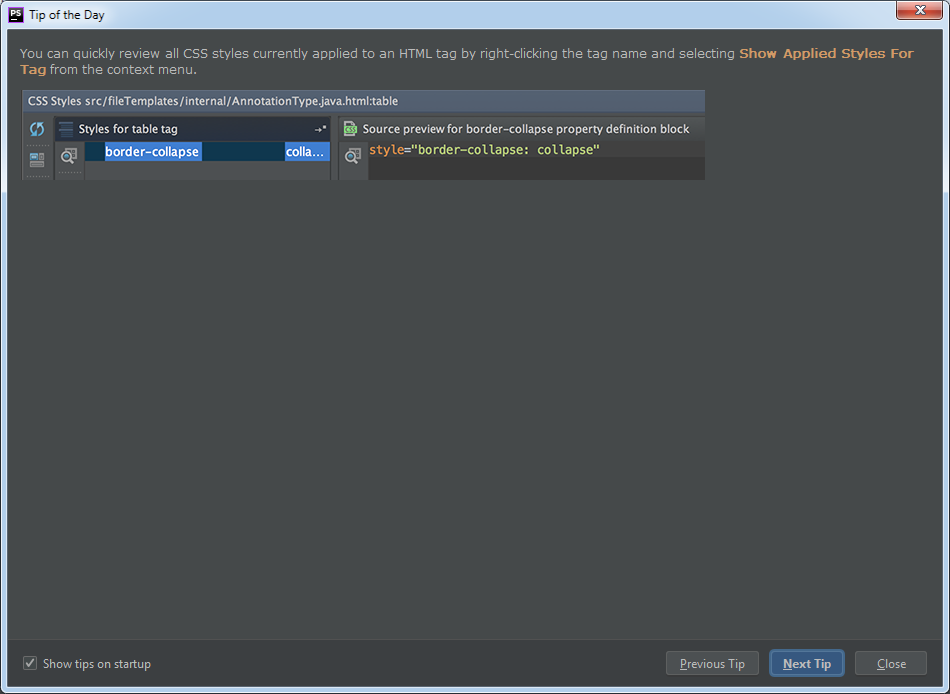 PS Tip of the Day
You can quickly review all CSS styles currently applied to an HTML tag by right-clicking the tag name and selecting Show Applied Styles For
Tag from the context menu.
CSS Styles src/fileTemplates/internal/AnnotationType.java.html:table
Styles for table tag
CSS Source preview for border-collapse property definition block
border-collapse colla...
style="border-collapse: collapse"
Show tips on startup
Previous Tip
Next Tip
Close